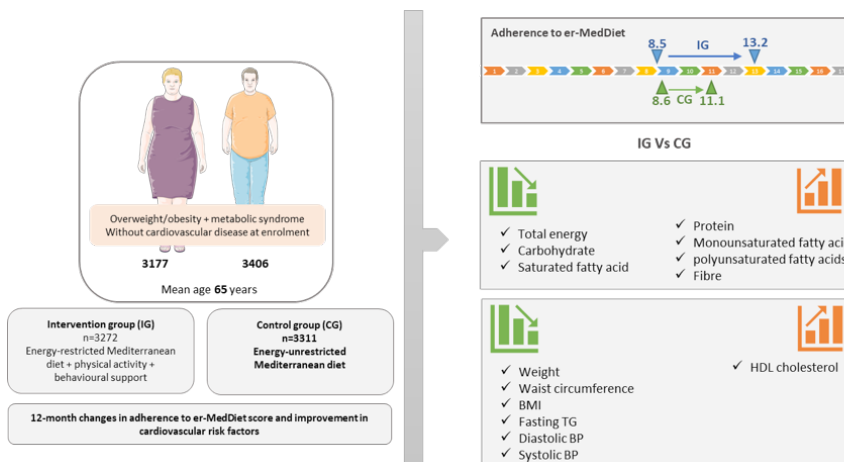 Overweight/obesity + metabolic syndrome
Without cardiovascular disease at enrolment
3177 3406
Mean age 65 years
Intervention group (IG)
n=3272
Energy-restricted Mediterranean
diet + physical activity +
behavioural support
Control group (CG)
n=3311
Energy-unrestricted
Mediterranean diet
12-month changes in adherence to er-MedDiet score and improvement in
cardiovascular risk factors
Adherence to er-MedDiet
8.5 IG 13.2
1 2 3 4 5 6 7 8 9 10 11 12 13 14 15 16
8.6 CG 11.1
IG Vs CG
✓ Total energy
✓ Carbohydrate
✓ Saturated fatty acid
✓ Protein
✓ Monounsaturated fatty aci
✓ polyunsaturated fatty acids
✓ Fibre
✓ Weight
✓ Waist circumference
✓ BMI
✓ Fasting TG
✓ Diastolic BP
✓ Systolic BP
✓ HDL cholesterol